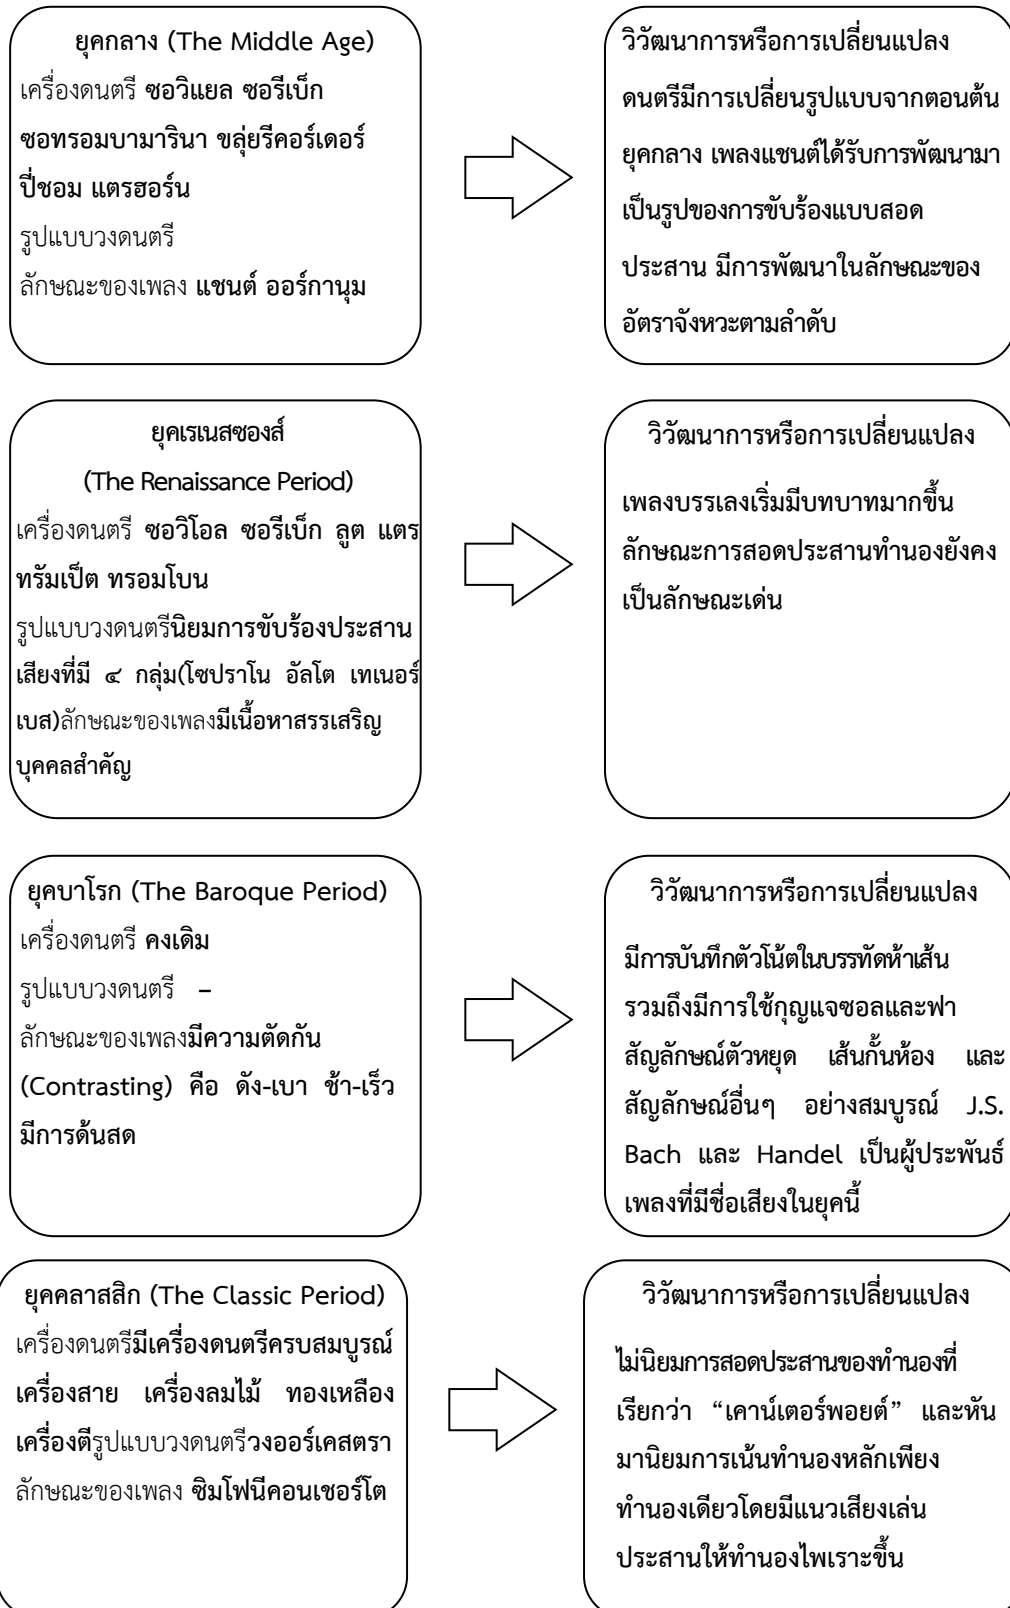 ยุคกลาง (The Middle Age)
เครื่องดนตรี ซอวิแยล ซอรีเบ็ก
ซอทรอมบามารินา ขลุ่ยรีคอร์เดอร์
ปี่ชอม แตรฮอร์น
รูปแบบวงดนตรี
ลักษณะของเพลง แชนต์ ออร์กานุม
วิวัฒนาการหรือการเปลี่ยนแปลง
ดนตรีมีการเปลี่ยนรูปแบบจากตอนต้น
ยุคกลาง เพลงแชนต์ได้รับการพัฒนามา
เป็นรูปของการขับร้องแบบสอด
ประสาน มีการพัฒนาในลักษณะของ
อัตราจังหวะตามลำดับ
ยุคเรเนสซองส์
(The Renaissance Period)
เครื่องดนตรี ซอวิโอล ซอรีเบ็ก ลูต แตร
ทรัมเป็ต ทรอมโบน
รูปแบบวงดนตรีนิยมการขับร้องประสาน
เสียงที่มี ๔ กลุ่ม(โซปราโน อัลโต เทเนอร์
เบส)ลักษณะของเพลงมีเนื้อหาสรรเสริญ
บุคคลสำคัญ
วิวัฒนาการหรือการเปลี่ยนแปลง
เพลงบรรเลงเริ่มมีบทบาทมากขึ้น
ลักษณะการสอดประสานทำนองยังคง
เป็นลักษณะเด่น
ยุคบาโรก (The Baroque Period)
เครื่องดนตรี คงเดิม
รูปแบบวงดนตรี –
ลักษณะของเพลงมีความตัดกัน
(Contrasting) คือ ดัง-เบา ช้า-เร็ว
มีการด้นสด
วิวัฒนาการหรือการเปลี่ยนแปลง
มีการบันทึกตัวโน้ตในบรรทัดห้าเส้น
รวมถึงมีการใช้กุญแจซอลและฟา
สัญลักษณ์ตัวหยุด เส้นกั้นห้อง และ
สัญลักษณ์อื่นๆ อย่างสมบูรณ์ J.S.
Bach และ Handel เป็นผู้ประพันธ์
เพลงที่มีชื่อเสียงในยุคนี้
ยุคคลาสสิก (The Classic Period)
เครื่องดนตรีมีเครื่องดนตรีครบสมบูรณ์
เครื่องสาย เครื่องลมไม้ ทองเหลือง
เครื่องตีรูปแบบวงดนตรีวงออร์เคสตรา
ลักษณะของเพลง ซิมโฟนีคอนเชอร์โต
วิวัฒนาการหรือการเปลี่ยนแปลง
ไม่นิยมการสอดประสานของทำนองที่
เรียกว่า “เคาน์เตอร์พอยต์” และหัน
มานิยมการเน้นทำนองหลักเพียง
ทำนองเดียวโดยมีแนวเสียงเล่น
ประสานให้ทำนองไพเราะขึ้น